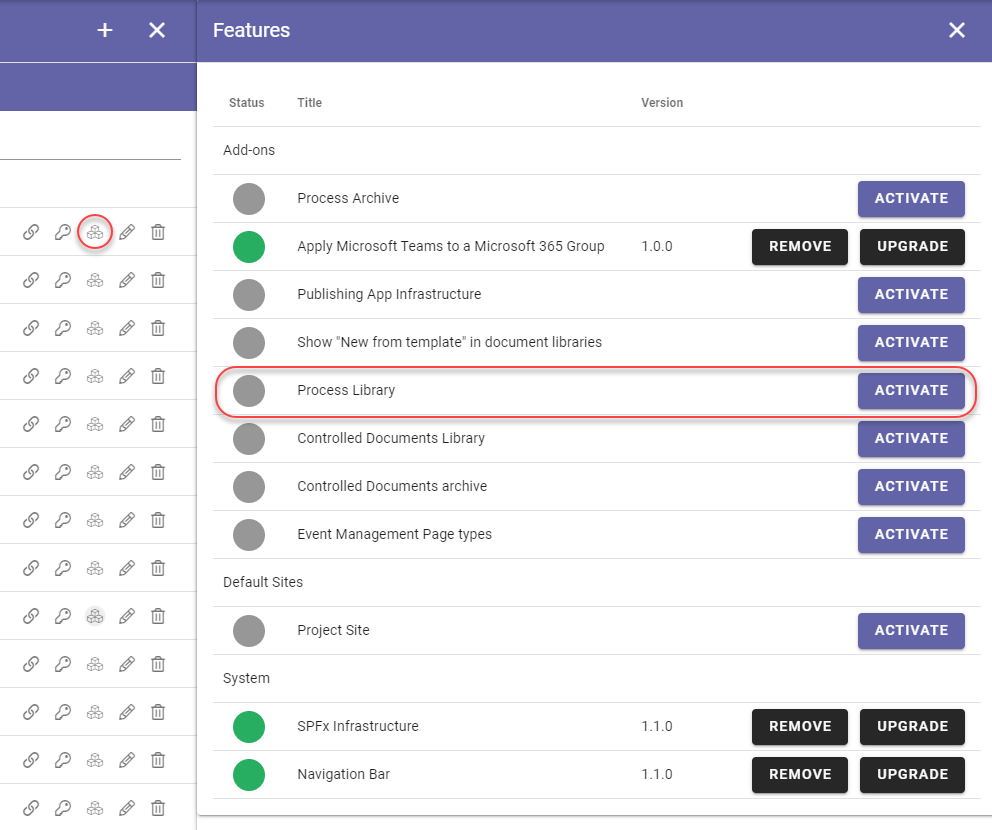 Features
Status Title Version
Add-ons
Process Archive ACTIVATE
Apply Microsoft Teams to a Microsoft 365 Group 1.0.0 REMOVE UPGRADE
Publishing App Infrastructure ACTIVATE
Show "New from template" in document libraries ACTIVATE
Process Library ACTIVATE
Controlled Documents Library ACTIVATE
Controlled Documents archive ACTIVATE
Event Management Page types ACTIVATE
Default Sites
Project Site ACTIVATE
System
SPFx Infrastructure 1.1.0 REMOVE UPGRADE
Navigation Bar 1.1.0 REMOVE UPGRADE